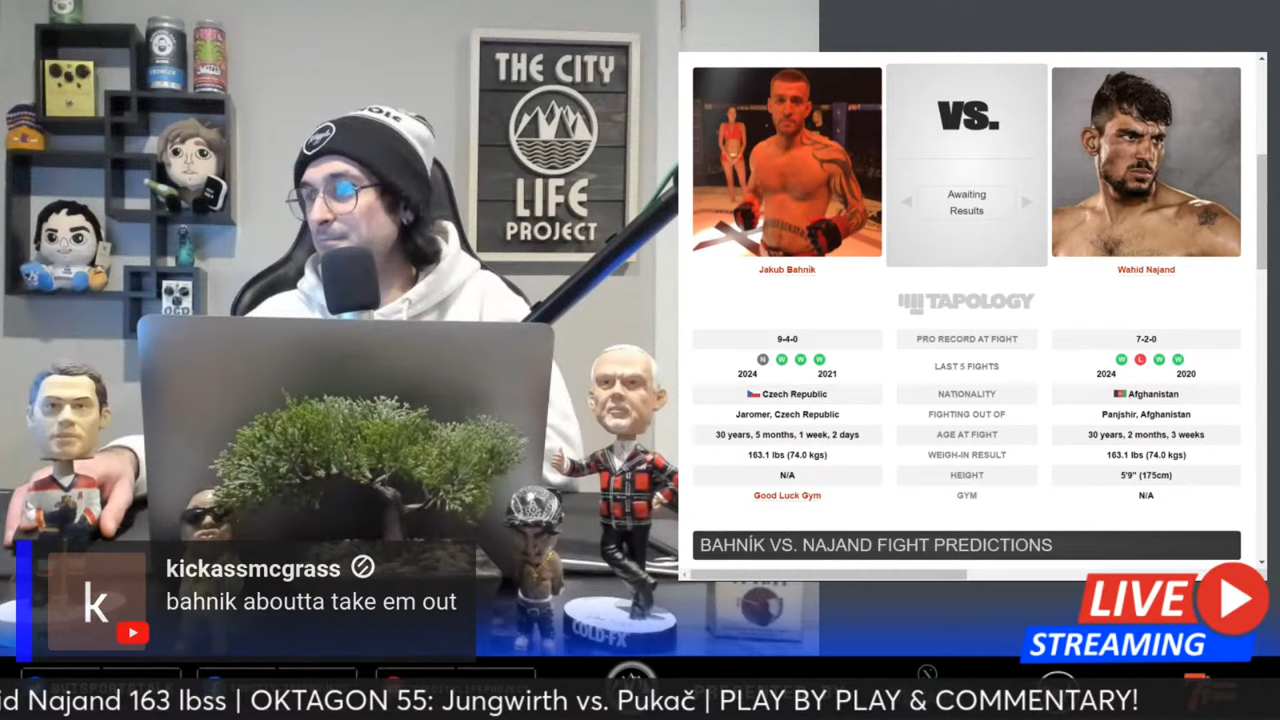 THE CITY
LIFE
PROJECT
VS.
Awaiting
Results
Jakub Bahník
Wahid Najand
TAPOLOGY
9-4-0
PRO RECORD AT FIGHT
7-2-0
N W W W
LAST 5 FIGHTS
W L W W
2024
2021
2024
2020
Czech Republic
NATIONALITY
Afghanistan
Jaromer, Czech Republic
FIGHTING OUT OF
Panjshir, Afghanistan
30 years, 5 months, 1 week, 2 days
AGE AT FIGHT
30 years, 2 months, 3 weeks
163.1 lbs (74.0 kgs)
WEIGH-IN RESULT
163.1 lbs (74.0 kgs)
N/A
HEIGHT
5'9" (175cm)
Good Luck Gym
GYM
N/A
BAHNÍK VS. NAJAND FIGHT PREDICTIONS
kickassmcgrass
k
bahnik aboutta take em out
COLD-FX
LIVE
STREAMING
id Najand 163 lbss | OKTAGON 55: Jungwirth vs. Pukač | PLAY BY PLAY & COMMENTARY!